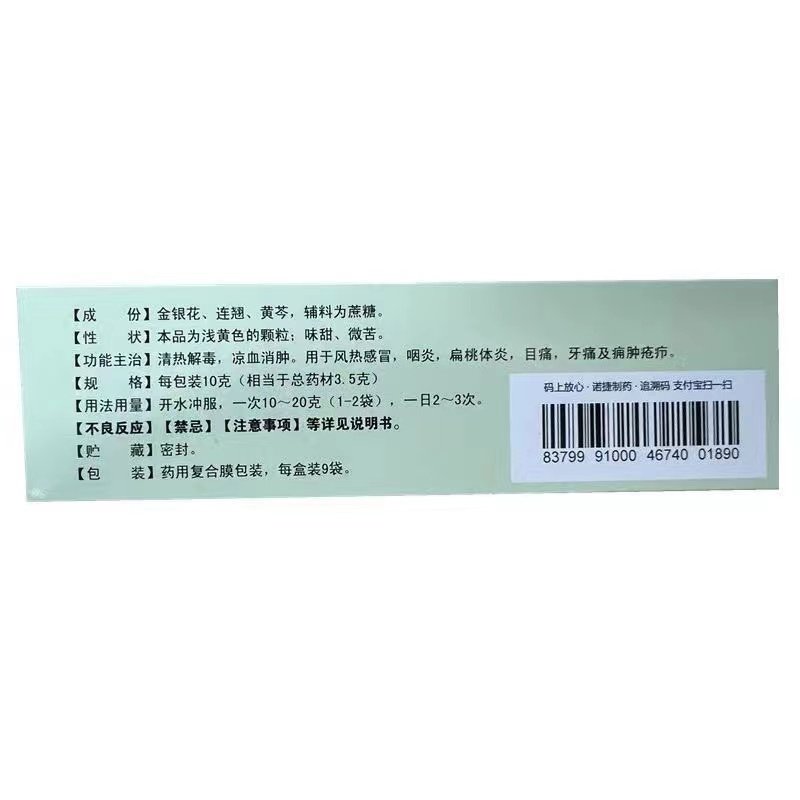 【成　份】金银花、连翘、黄芩，辅料为蔗糖。
【性　状】本品为浅黄色的颗粒；味甜、微苦。
【功能主治】清热解毒，凉血消肿。用于风热感冒，咽炎，扁桃体炎，目痛，牙痛及痈肿疮疖。
【规　格】每包装10克（相当于总药材3.5克）
【用法用量】开水冲服，一次10～20克（1-2袋），一日2～3次。
【不良反应】【禁忌】【注意事项】等详见说明书。
【贮　藏】密封。
【包　装】药用复合膜包装，每盒装9袋。
码上放心·诺捷制药·追溯码 支付宝扫一扫
83799 91000 46740 01890